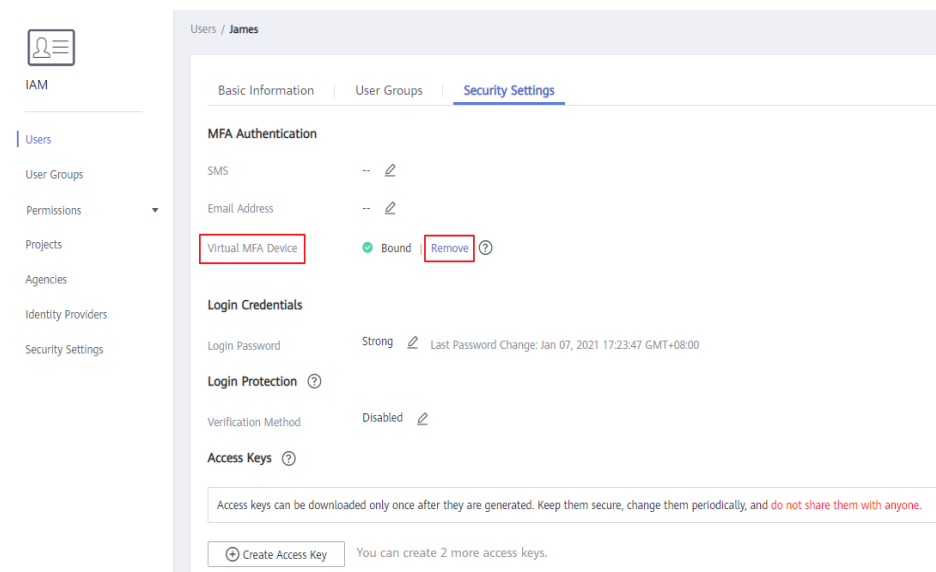 Users / James
IAM
Users
User Groups
Permissions
Projects
Agencies
Identity Providers
Security Settings
Basic Information
User Groups
Security Settings
MFA Authentication
SMS --
Email Address --
Virtual MFA Device Bound | Remove ?
Login Credentials
Login Password Strong Last Password Change: Jan 07, 2021 17:23:47 GMT+08:00
Login Protection ?
Verification Method Disabled
Access Keys ?
Access keys can be downloaded only once after they are generated. Keep them secure, change them periodically, and do not share them with anyone.
Create Access Key You can create 2 more access keys.